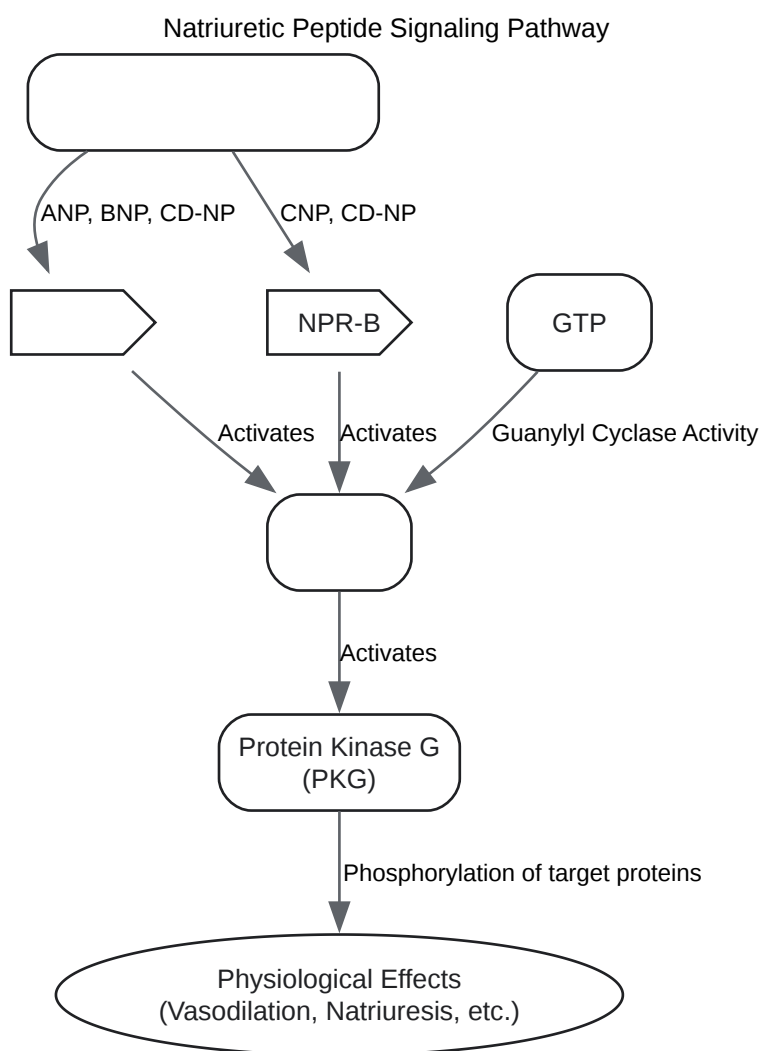 Natriuretic Peptide Signaling Pathway
ANP, BNP, CD-NP
CNP, CD-NP
NPR-B
GTP
Activates
Activates
Guanylyl Cyclase Activity
Activates
Protein Kinase G
(PKG)
Phosphorylation of target proteins
Physiological Effects
(Vasodilation, Natriuresis, etc.)